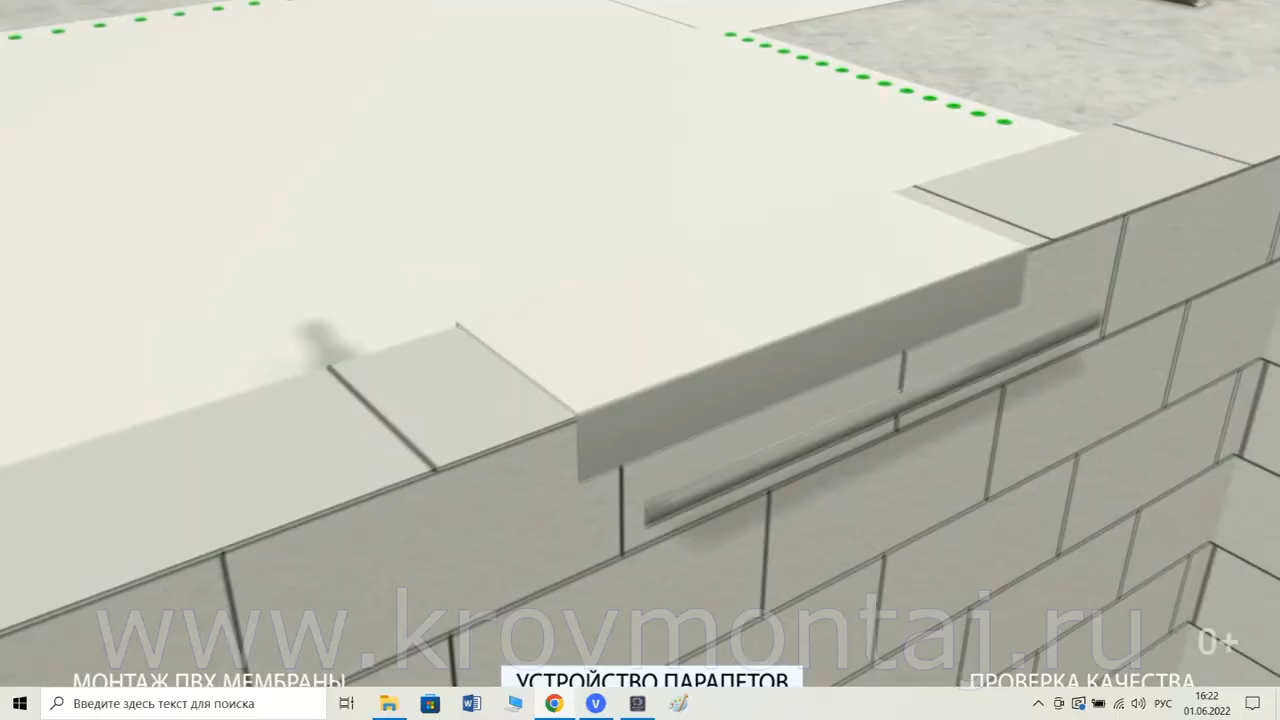 www.krovmontaj.ru
0+
МОНТАЖ ПВХ МЕМБРАНЫ
УСТРОЙСТВО ПАРАПЕТОВ
ПРОВЕРКА КАЧЕСТВА
Введите здесь текст для поиска
РУС
16:22
01.06.2022